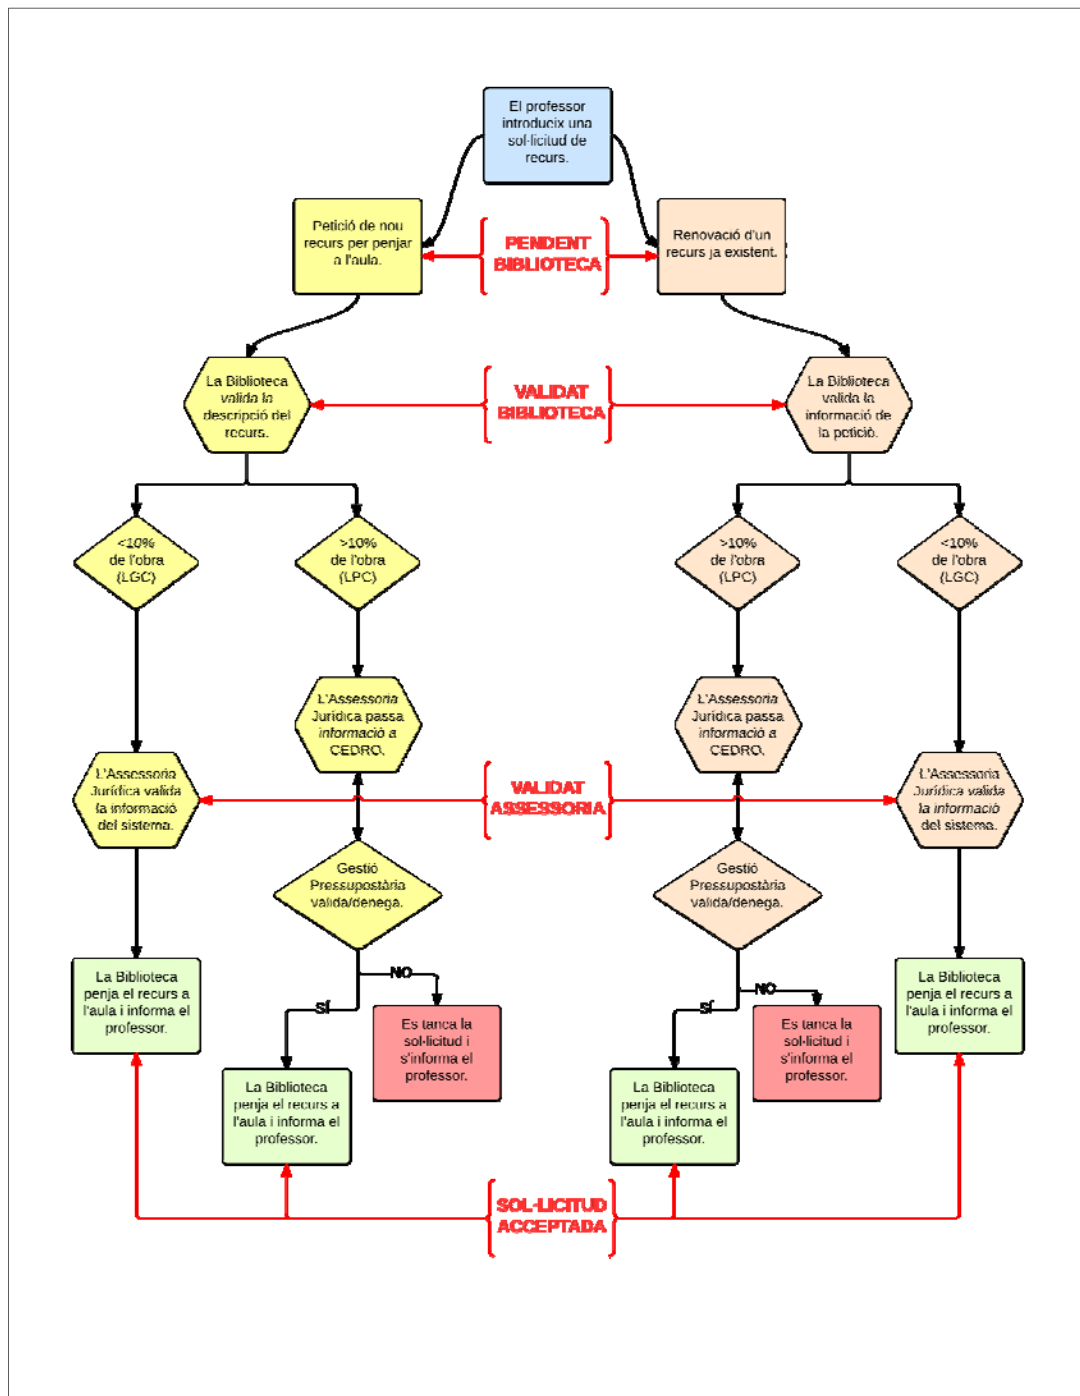 El professor
introdueix una
sol·licitud de
recurs.
Petició de nou
recurs per penjar
a l'aula.
PENDENT
BIBLIOTECA
Renovació d'un
recurs ja existent.
La Biblioteca
valida la
descripció del
recurs.
VALIDAT
BIBLIOTECA
La Biblioteca
valida la
informació de
la petició.
<10%
de l'obra
(LGC)
>10%
de l'obra
(LPC)
>10%
de l'obra
(LPC)
<10%
de l'obra
(LGC)
L'Assessoria
Jurídica passa
informació a
CEDRO.
L'Assessoria
Jurídica passa
informació a
CEDRO.
L'Assessoria
Jurídica valida
la informació
del sistema.
VALIDAT
ASSESSORIA
L'Assessoria
Jurídica valida
la informació
del sistema.
Gestió
Pressupostària
valida/denega.
Gestió
Pressupostària
valida/denega.
La Biblioteca
penja el recurs a
l'aula i informa el
professor.
NO
SÍ
Es tanca la
sol·licitud i
s'informa el
professor.
La Biblioteca
penja el recurs a
l'aula i informa el
professor.
NO
SÍ
Es tanca la
sol·licitud i
s'informa el
professor.
La Biblioteca
penja el recurs a
l'aula i informa el
professor.
La Biblioteca
penja el recurs a
l'aula i informa el
professor.
SOL·LICITUD
ACCEPTADA